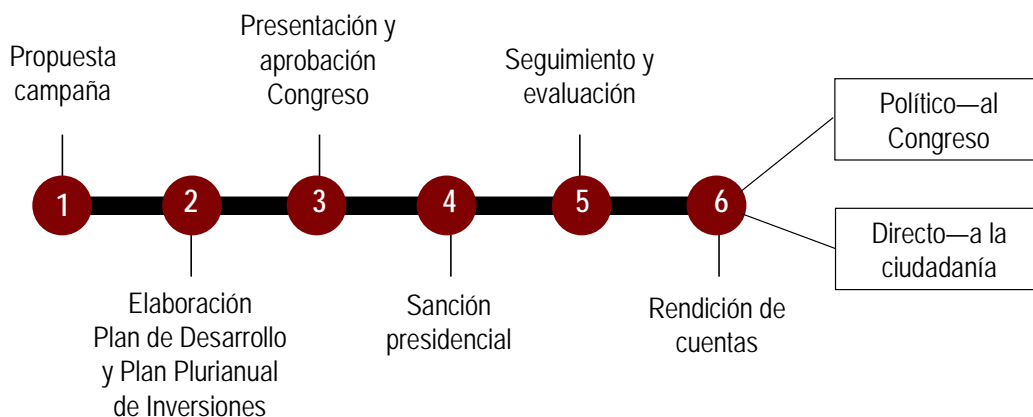 Propuesta
campaña
Presentación y
aprobación
Congreso
Seguimiento y
evaluación
Político—al
Congreso
1
2
3
4
5
6
Directo—a la
ciudadanía
Elaboración
Plan de Desarrollo
y Plan Plurianual
de Inversiones
Sanción
presidencial
Rendición de
cuentas